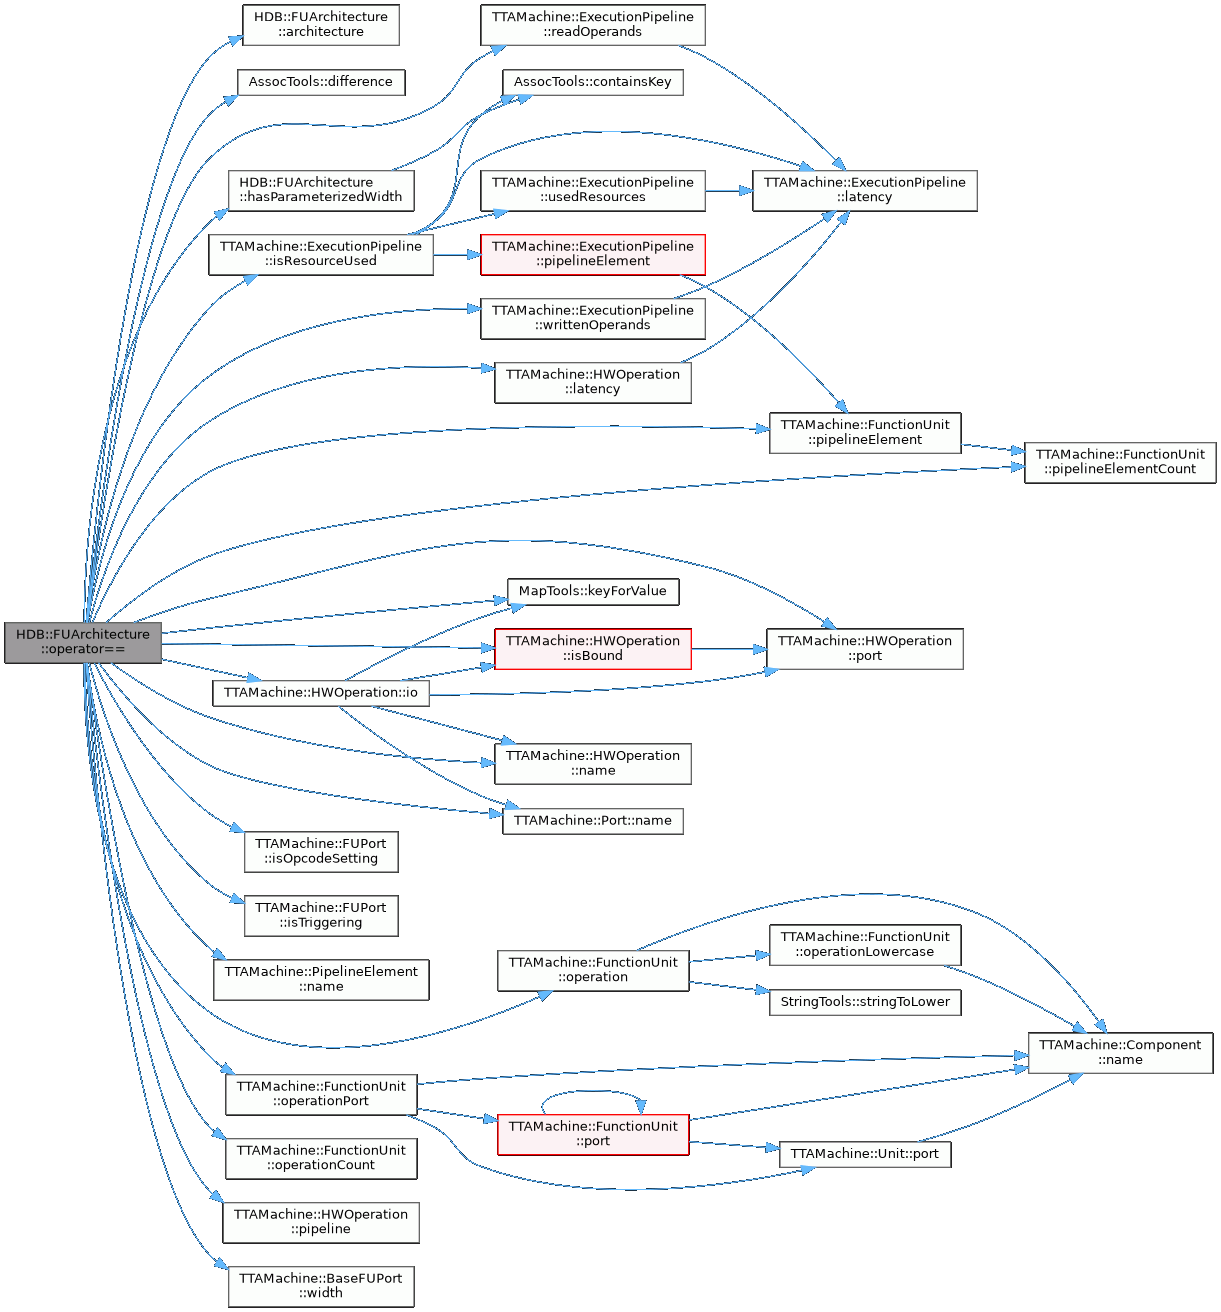 HDB::FUArchitecture
::operator==
HDB::FUArchitecture
::architecture
AssocTools::difference
HDB::FUArchitecture
::hasParameterizedWidth
TTAMachine::ExecutionPipeline
::isResourceUsed
TTAMachine::ExecutionPipeline
::readOperands
AssocTools::containsKey
TTAMachine::ExecutionPipeline
::usedResources
TTAMachine::ExecutionPipeline
::pipelineElement
TTAMachine::ExecutionPipeline
::writtenOperands
TTAMachine::HWOperation
::latency
TTAMachine::ExecutionPipeline
::latency
TTAMachine::FunctionUnit
::pipelineElement
TTAMachine::FunctionUnit
::pipelineElementCount
MapTools::keyForValue
TTAMachine::HWOperation
::isBound
TTAMachine::HWOperation
::port
TTAMachine::HWOperation::io
TTAMachine::HWOperation
::name
TTAMachine::Port::name
TTAMachine::FUPort
::isOpcodeSetting
TTAMachine::FUPort
::isTriggering
TTAMachine::PipelineElement
::name
TTAMachine::FunctionUnit
::operation
TTAMachine::FunctionUnit
::operationLowercase
StringTools::stringToLower
TTAMachine::Component
::name
TTAMachine::FunctionUnit
::operationPort
TTAMachine::FunctionUnit
::port
TTAMachine::Unit::port
TTAMachine::FunctionUnit
::operationCount
TTAMachine::HWOperation
::pipeline
TTAMachine::BaseFUPort
::width